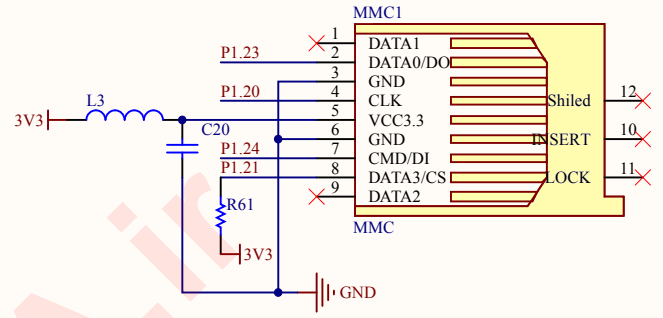 MMC1
1 DATA1
P1.23 2 DATA0/DO
3 GND
P1.20 4 CLK Shiled 12
L3
3V3 5 VCC3.3
C20
6 GND INSERT 10
P1.24 7 CMD/DI
P1.21 8 DATA3/CS LOCK 11
R61 9 DATA2
MMC
3V3
GND